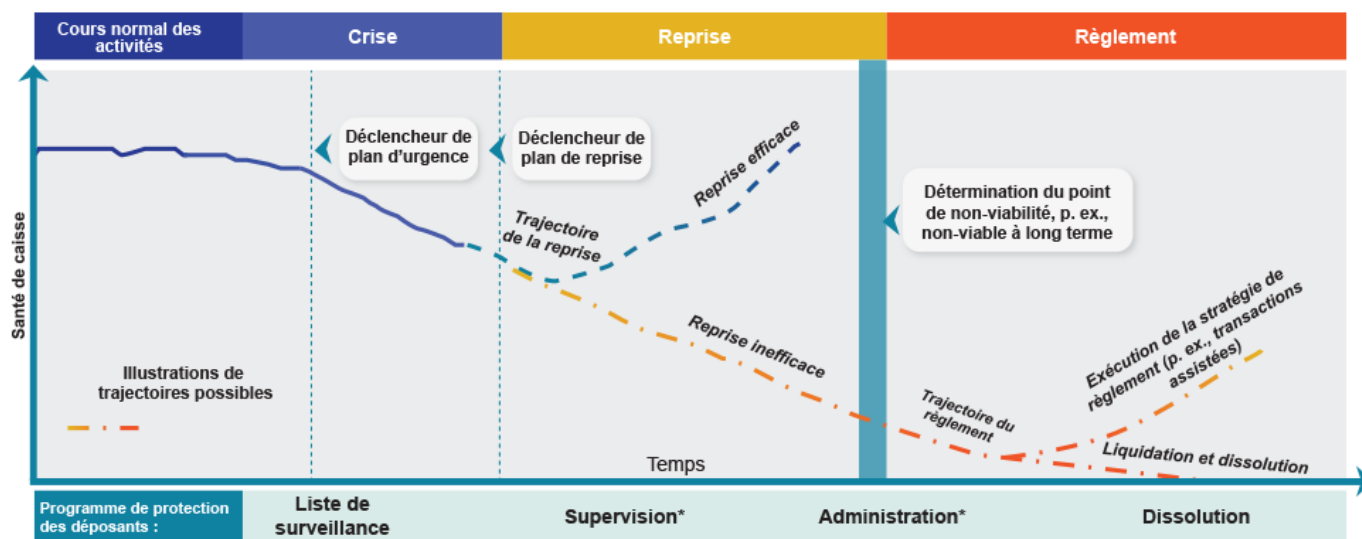 Cours normal des
activités
Crise
Reprise
Règlement
Santé de caisse
Déclencheur de
plan d’urgence
Déclencheur de
plan de reprise
Trajectoire
de la reprise
Reprise efficace
Détermination du point
de non-viabilité, p. ex.,
non-viable à long terme
Reprise inefficace
Illustrations de
trajectoires possibles
Trajectoire du
règlement
Exécution de la stratégie de
règlement (p. ex., transactions
assistées)
Liquidation et dissolution
Temps
Programme de protection
des déposants :
Liste de
surveillance
Supervision*
Administration*
Dissolution